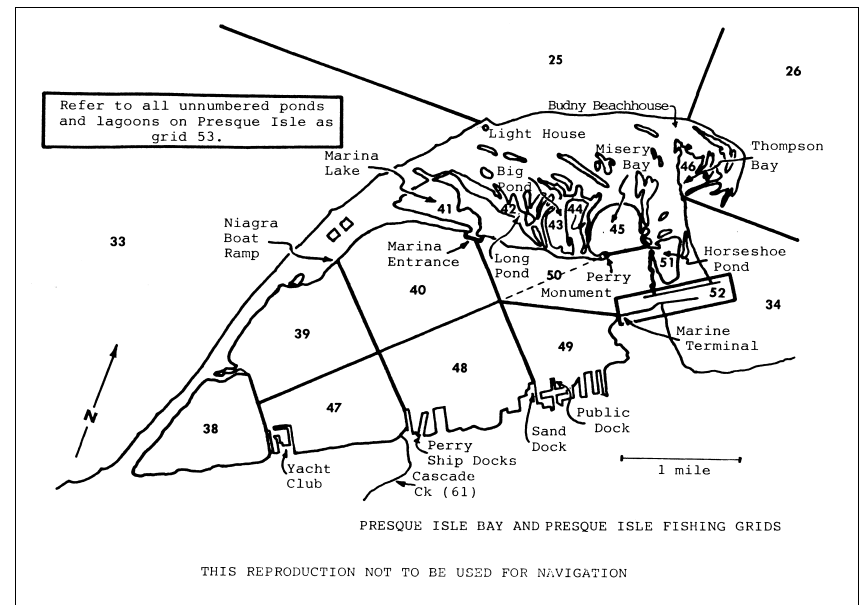 25
26
Refer to all unnumbered ponds
and lagoons on Presque Isle as
grid 53.
Budny Beachhouse
Light House
Marina
Lake
Misery
Bay
Thompson
Bay
46
Big
Pond
41
42
43
44
45
33
Niagra
Boat
Ramp
Marina
Entrance
Long
Pond
Horseshoe
Pond
51
50
Perry
Monument
40
52
34
39
Marine
Terminal
49
48
47
38
Public
Dock
Sand
Dock
N
Yacht
Club
Perry
Ship Docks
Cascade
Ck (61)
1 mile
PRESQUE ISLE BAY AND PRESQUE ISLE FISHING GRIDS
THIS REPRODUCTION NOT TO BE USED FOR NAVIGATION